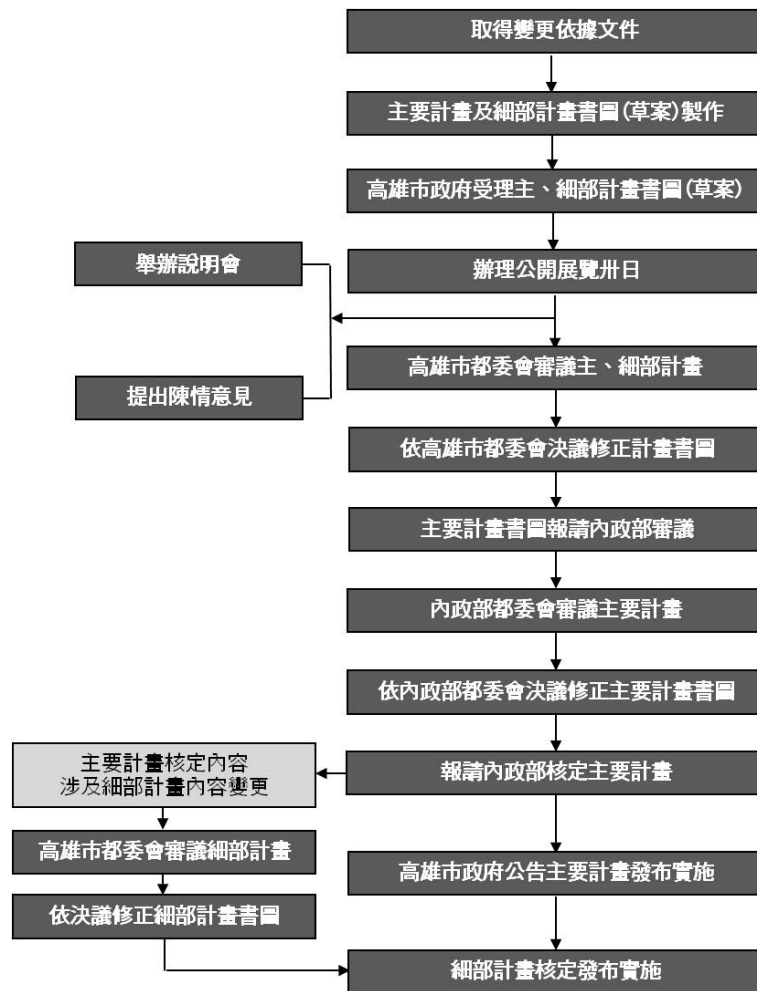 取得變更依據文件
主要計畫及細部計畫書圖(草案)製作
高雄市政府受理主、細部計畫書圖(草案)
舉辦說明會
辦理公開展覽卅日
高雄市都委會審議主、細部計畫
提出陳情意見
依高雄市都委會決議修正計畫書圖
主要計畫書圖報請內政部審議
內政部都委會審議主要計畫
依內政部都委會決議修正主要計畫書圖
主要計畫核定內容
涉及細部計畫內容變更
報請內政部核定主要計畫
高雄市都委會審議細部計畫
高雄市政府公告主要計畫發布實施
依決議修正細部計畫書圖
細部計畫核定發布實施